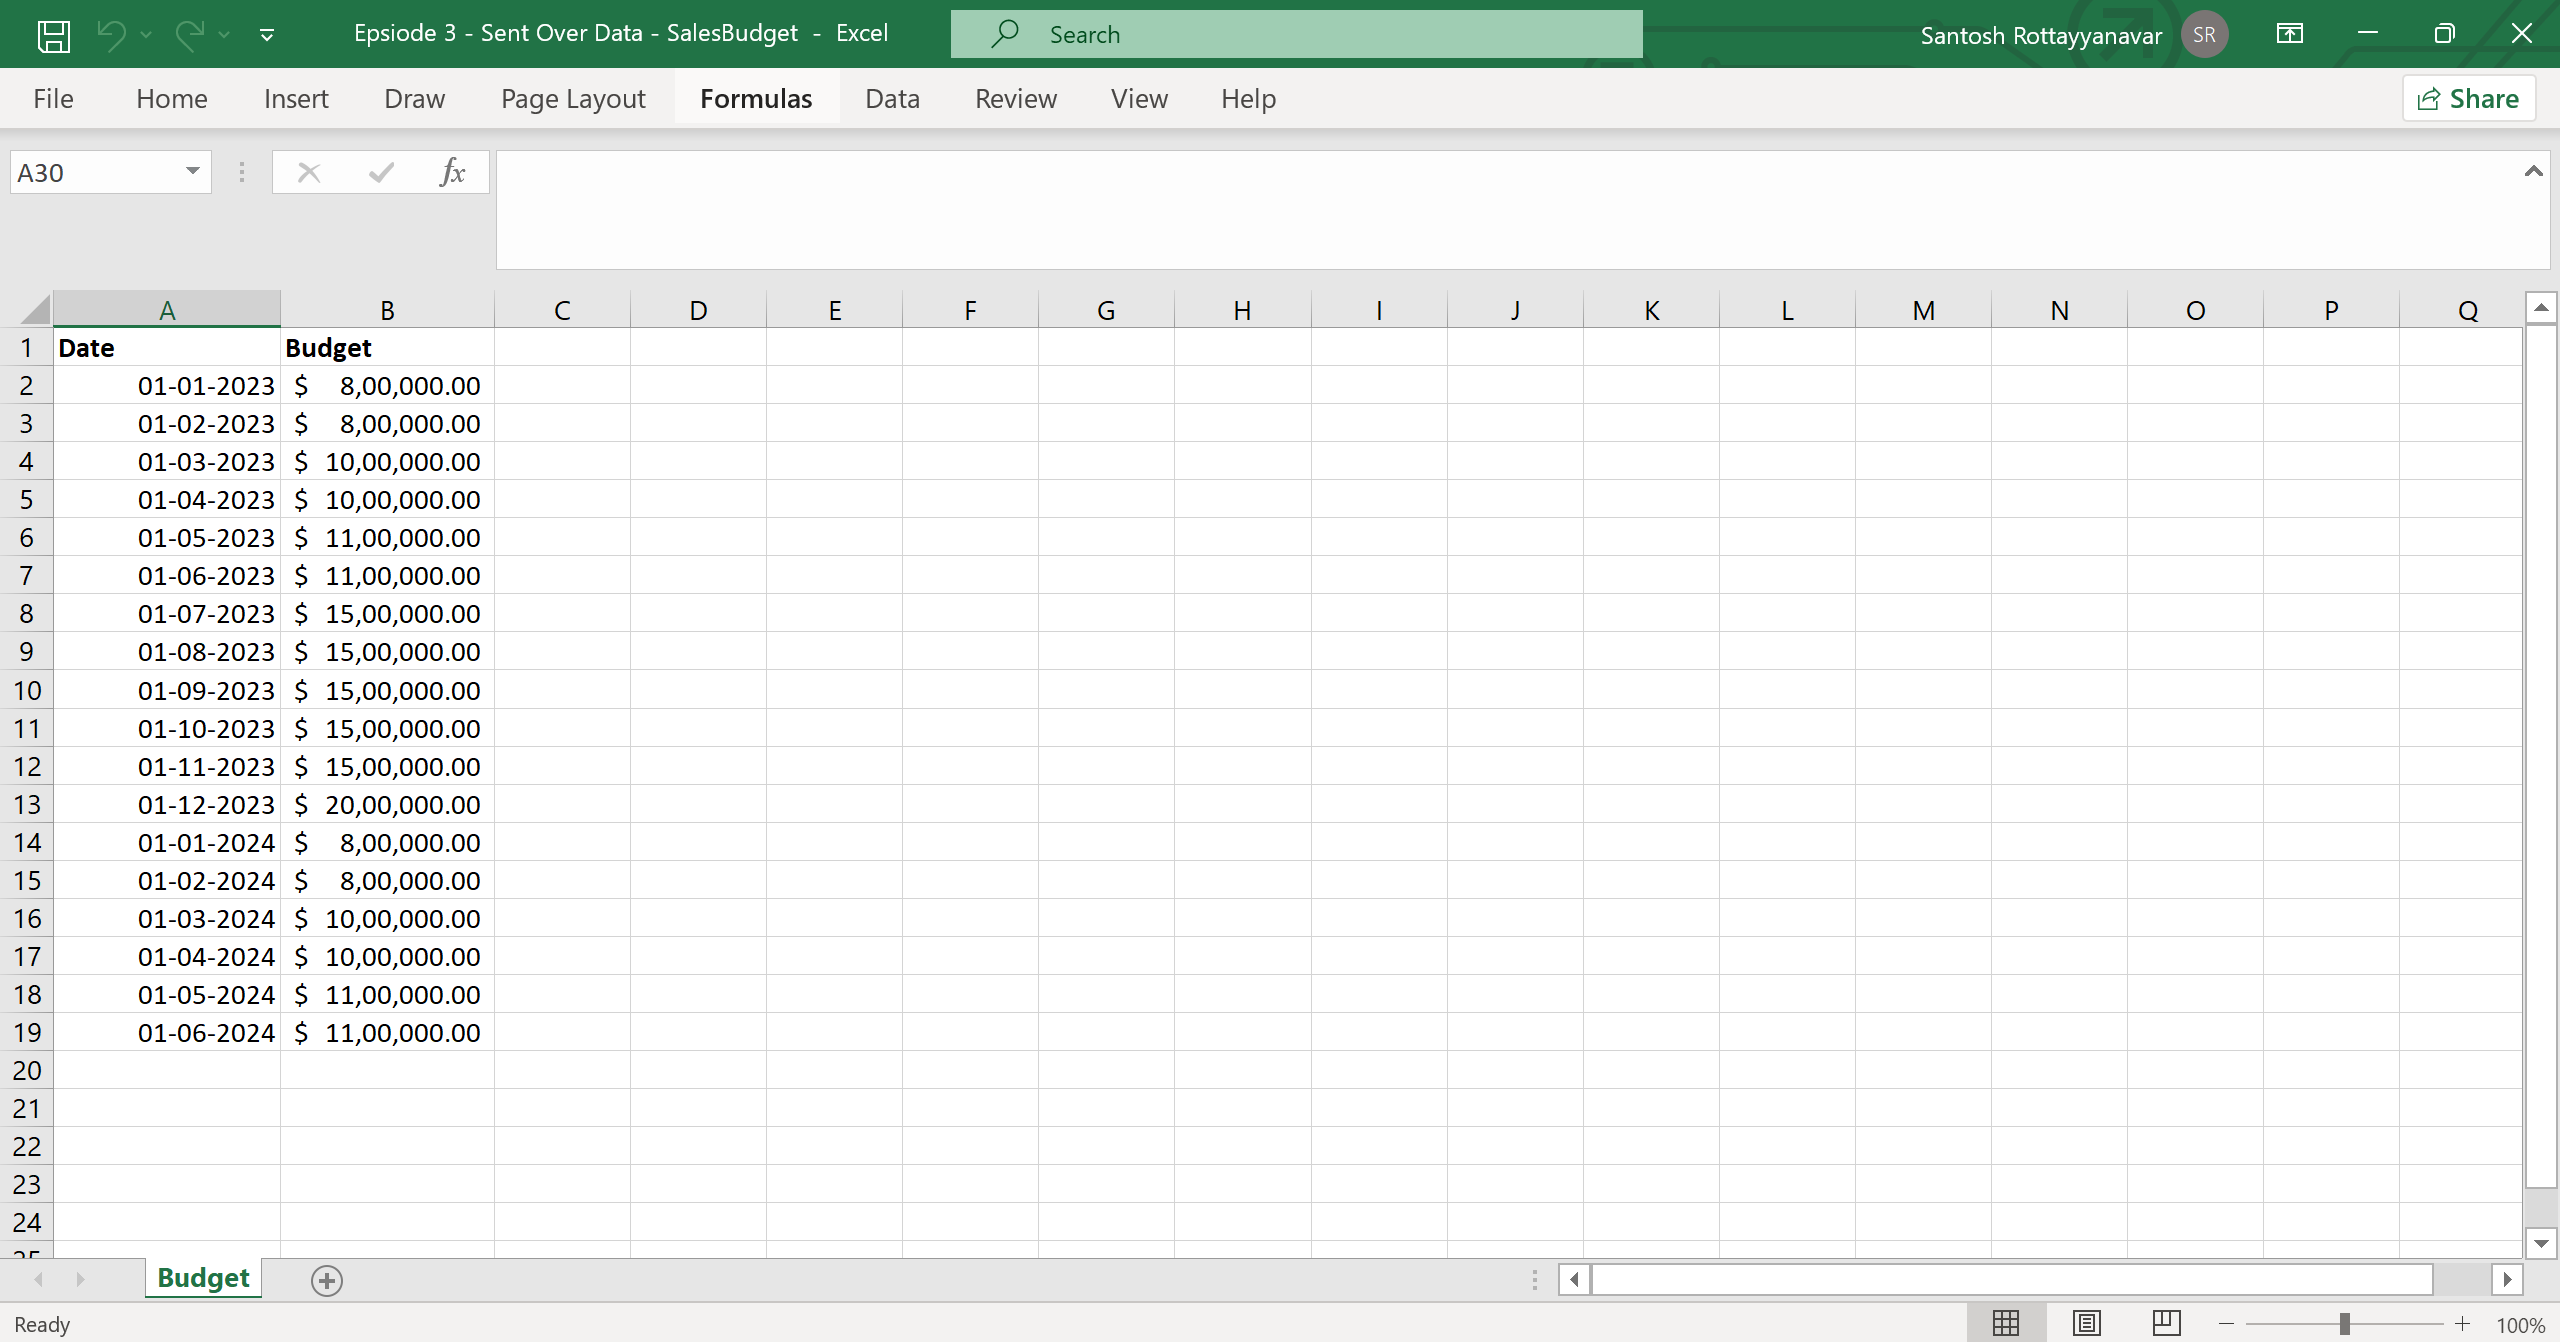 Epsiode 3 - Sent Over Data - SalesBudget - Excel Search Santosh Rottayyanavar SR
File Home Insert Draw Page Layout Formulas Data Review View Help Share
A30 fx
A B C D E F G H I J K L M N O P Q
1 Date Budget
2 01-01-2023 $ 8,00,000.00
3 01-02-2023 $ 8,00,000.00
4 01-03-2023 $ 10,00,000.00
5 01-04-2023 $ 10,00,000.00
6 01-05-2023 $ 11,00,000.00
7 01-06-2023 $ 11,00,000.00
8 01-07-2023 $ 15,00,000.00
9 01-08-2023 $ 15,00,000.00
10 01-09-2023 $ 15,00,000.00
11 01-10-2023 $ 15,00,000.00
12 01-11-2023 $ 15,00,000.00
13 01-12-2023 $ 20,00,000.00
14 01-01-2024 $ 8,00,000.00
15 01-02-2024 $ 8,00,000.00
16 01-03-2024 $ 10,00,000.00
17 01-04-2024 $ 10,00,000.00
18 01-05-2024 $ 11,00,000.00
19 01-06-2024 $ 11,00,000.00
20
21
22
23
24
25
Budget
Ready 100%